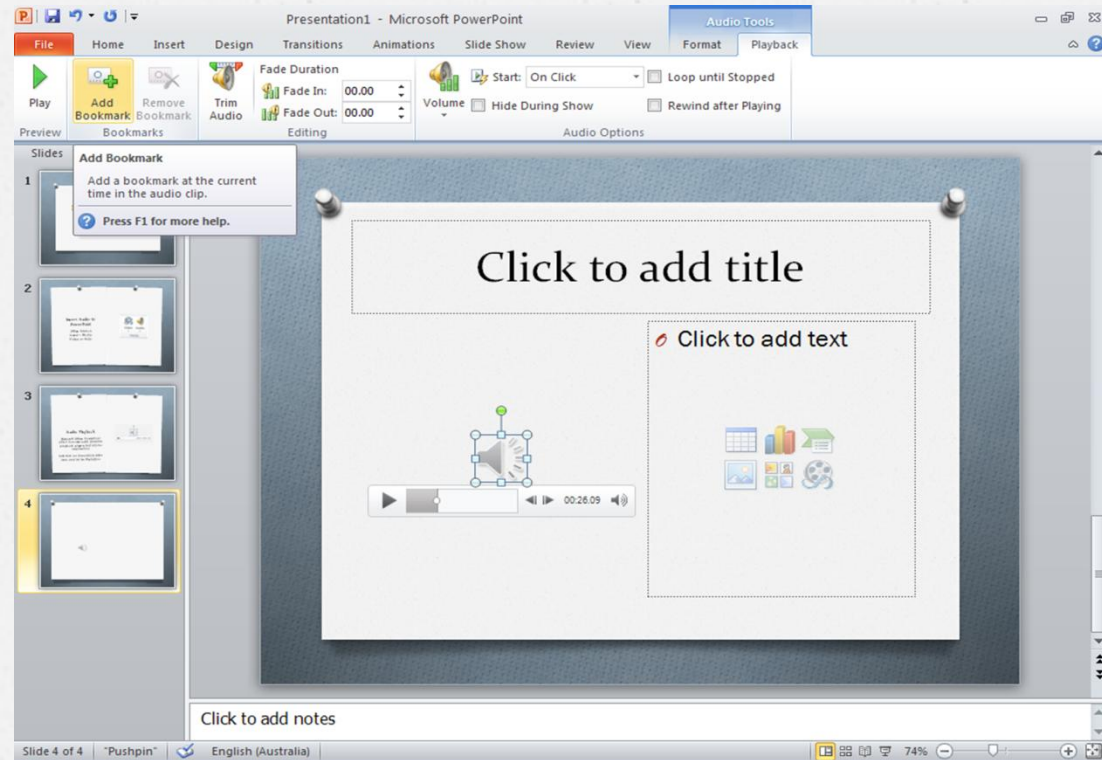 Presentation1 - Microsoft PowerPoint
Audio Tools
File Home Insert Design Transitions Animations Slide Show Review View Format Playback
Play
Preview
Add Bookmark
Remove Bookmark
Bookmarks
Trim Audio
Fade Duration
Fade In: 00.00
Fade Out: 00.00
Editing
Volume
Start: On Click
Hide During Show
Loop until Stopped
Rewind after Playing
Audio Options
Slides
Add Bookmark
Add a bookmark at the current
time in the audio clip.
Press F1 for more help.
1
2
3
4
Click to add title
Click to add text
00:26.09
Click to add notes
Slide 4 of 4 "Pushpin" English (Australia) 74%